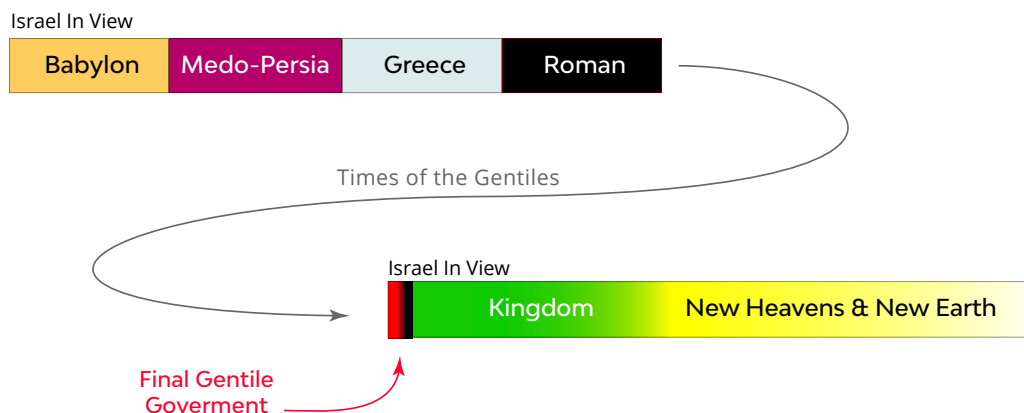 Israel In View
Babylon Medo-Persia Greece Roman
Times of the Gentiles
Israel In View
Kingdom New Heavens & New Earth
Final Gentile
Goverment